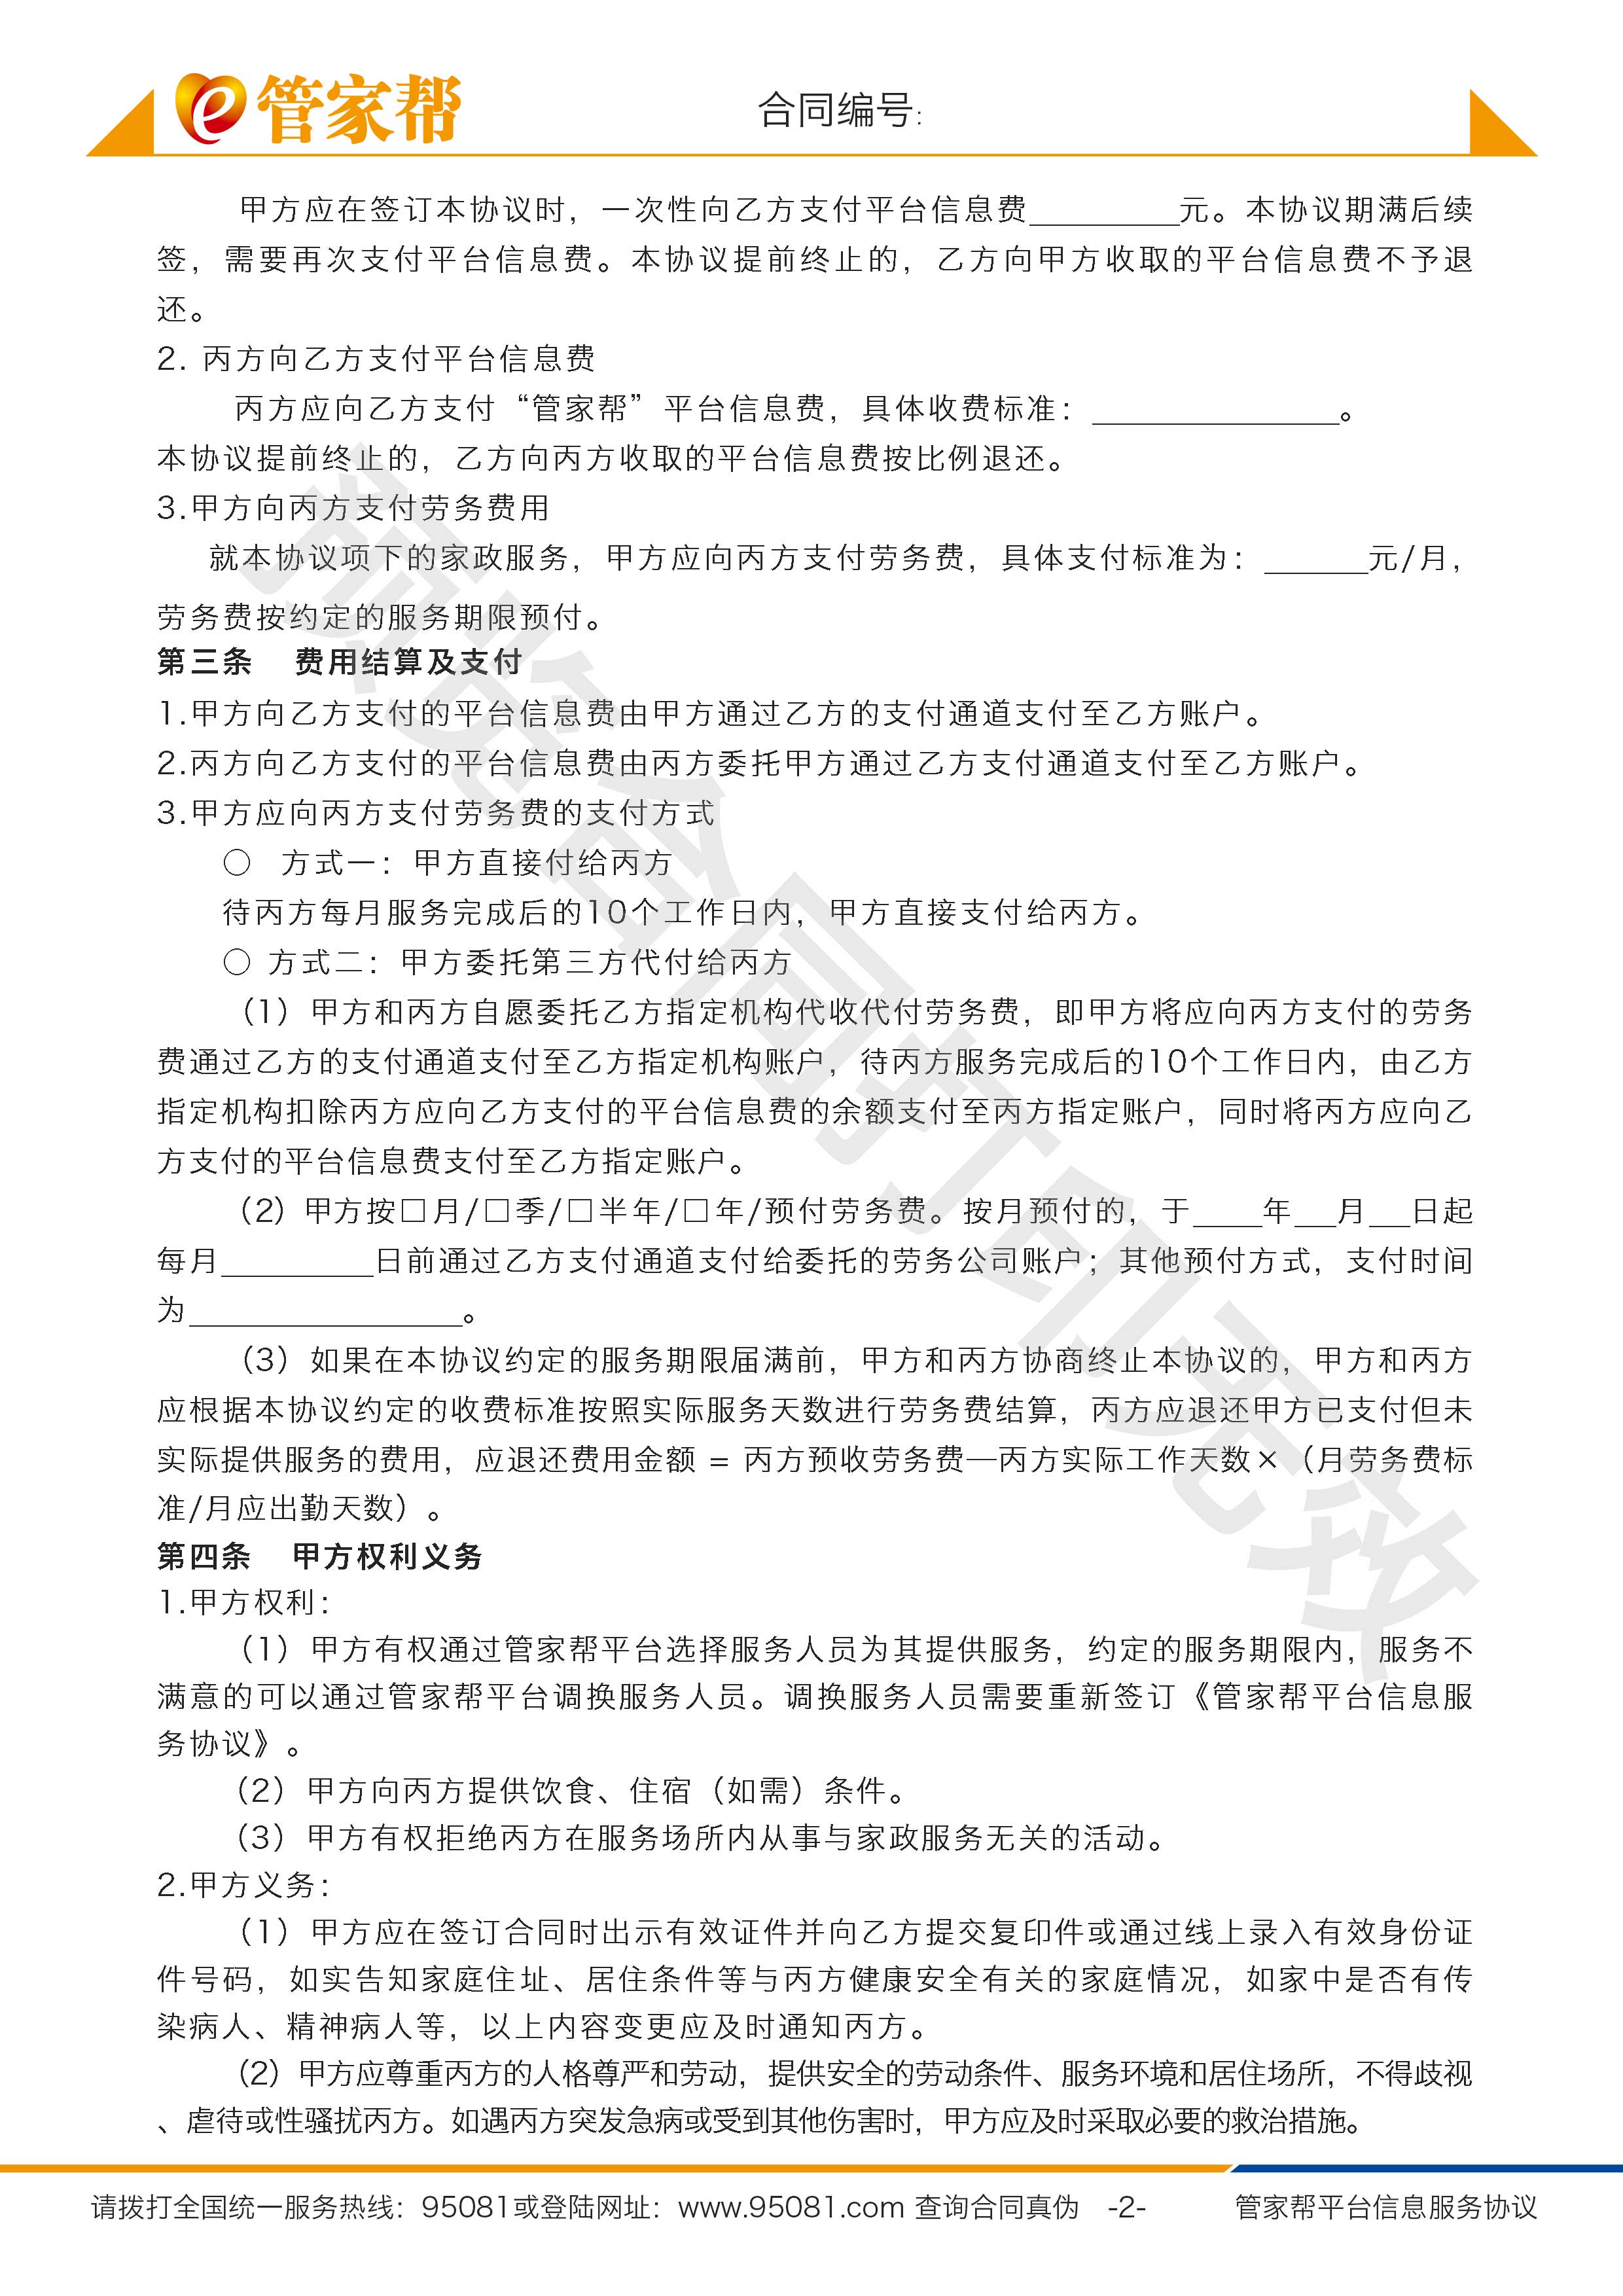 管家帮
合同编号：
甲方应在签订本协议时，一次性向乙方支付平台信息费__________元。本协议期满后续
签，需要再次支付平台信息费。本协议提前终止的，乙方向甲方收取的平台信息费不予退
还。
2. 丙方向乙方支付平台信息费
丙方应向乙方支付“管家帮”平台信息费，具体收费标准：________________。
本协议提前终止的，乙方向丙方收取的平台信息费按比例退还。
3.甲方向丙方支付劳务费用
就本协议项下的家政服务，甲方应向丙方支付劳务费，具体支付标准为：_______元/月，
劳务费按约定的服务期限预付。
第三条 费用结算及支付
1.甲方向乙方支付的平台信息费由甲方通过乙方的支付通道支付至乙方账户。
2.丙方向乙方支付的平台信息费由丙方委托甲方通过乙方支付通道支付至乙方账户。
3.甲方应向丙方支付劳务费的支付方式
○ 方式一：甲方直接付给丙方
待丙方每月服务完成后的10个工作日内，甲方直接支付给丙方。
○ 方式二：甲方委托第三方代付给丙方
（1）甲方和丙方自愿委托乙方指定机构代收代付劳务费，即甲方将应向丙方支付的劳务
费通过乙方的支付通道支付至乙方指定机构账户，待丙方服务完成后的10个工作日内，由乙方
指定机构扣除丙方应向乙方支付的平台信息费的余额支付至丙方指定账户，同时将丙方应向乙
方支付的平台信息费支付至乙方指定账户。
（2）甲方按□月/□季/□半年/□年/预付劳务费。按月预付的，于_____年___月___日起
每月__________日前通过乙方支付通道支付给委托的劳务公司账户；其他预付方式，支付时间
为__________________。
（3）如果在本协议约定的服务期限届满前，甲方和丙方协商终止本协议的，甲方和丙方
应根据本协议约定的收费标准按照实际服务天数进行劳务费结算，丙方应退还甲方已支付但未
实际提供服务的费用，应退还费用金额 = 丙方预收劳务费—丙方实际工作天数×（月劳务费标
准/月应出勤天数）。
第四条 甲方权利义务
1.甲方权利：
（1）甲方有权通过管家帮平台选择服务人员为其提供服务，约定的服务期限内，服务不
满意的可以通过管家帮平台调换服务人员。调换服务人员需要重新签订《管家帮平台信息服
务协议》。
（2）甲方向丙方提供饮食、住宿（如需）条件。
（3）甲方有权拒绝丙方在服务场所内从事与家政服务无关的活动。
2.甲方义务：
（1）甲方应在签订合同时出示有效证件并向乙方提交复印件或通过线上录入有效身份证
件号码，如实告知家庭住址、居住条件等与丙方健康安全有关的家庭情况，如家中是否有传
染病人、精神病人等，以上内容变更应及时通知丙方。
（2）甲方应尊重丙方的人格尊严和劳动，提供安全的劳动条件、服务环境和居住场所，不得歧视
、虐待或性骚扰丙方。如遇丙方突发急病或受到其他伤害时，甲方应及时采取必要的救治措施。
预览合同打印无效
请拨打全国统一服务热线：95081或登陆网址：www.95081.com 查询合同真伪 -2- 管家帮平台信息服务协议